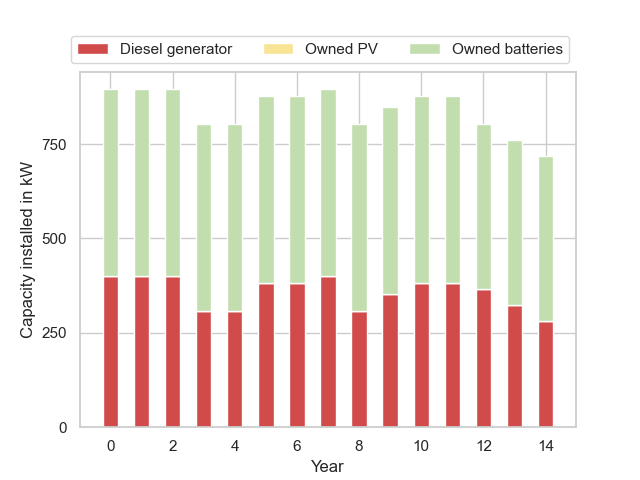 Diesel generator Owned PV Owned batteries
Capacity installed in kW
750
500
250
0
0 2 4 6 8 10 12 14
Year